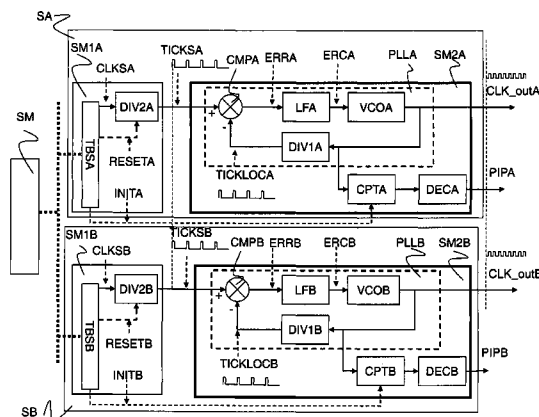 SA
SM1A
TICKSA
CMPA
ERRA
ERCA
PLLA
SM2A
CLKSA
CLK_outA
SM
TBSA
DIV2A
+
-
LFA
VCOA
DIV1A
RESETA
TICKLOCA
CPTA
DECA
PIPA
INITA
SM1B
TICKSB
CMPB
ERRB
ERCB
PLLB
SM2B
CLKSB
CLK_outB
TBSB
DIV2B
+
-
LFB
VCOB
DIV1B
RESETB
TICKLOCB
CPTB
DECB
PIPB
INITB
SB